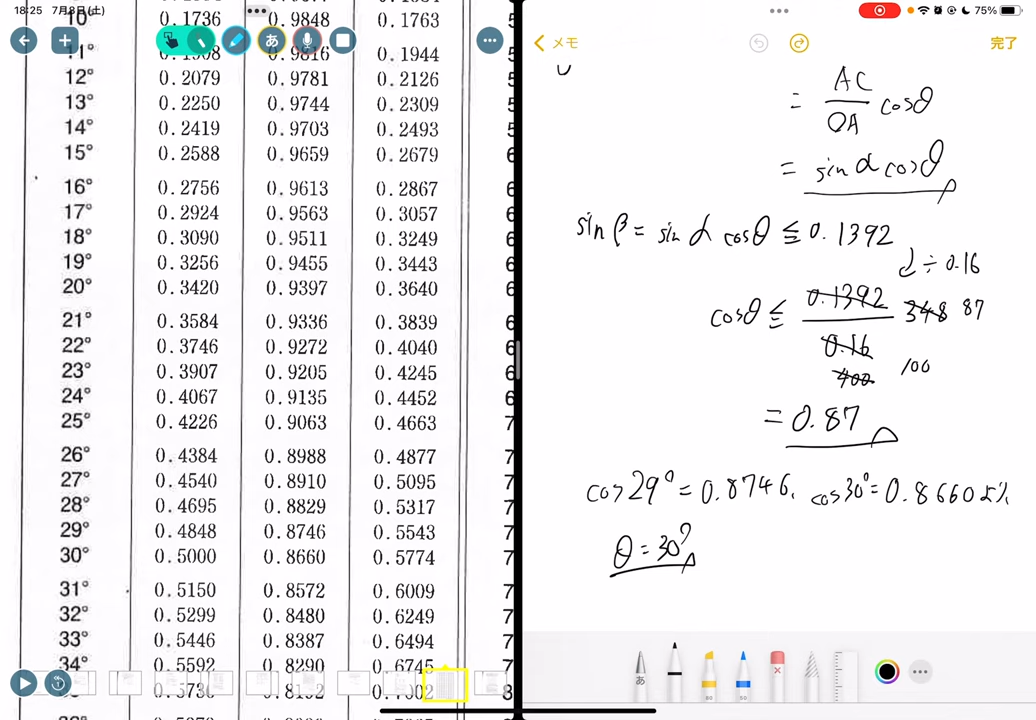 18:25 7月8日(土)
75%
10° 0.1736 0.9848 0.1763
11° 0.1908 0.9816 0.1944
12° 0.2079 0.9781 0.2126
13° 0.2250 0.9744 0.2309
14° 0.2419 0.9703 0.2493
15° 0.2588 0.9659 0.2679
16° 0.2756 0.9613 0.2867
17° 0.2924 0.9563 0.3057
18° 0.3090 0.9511 0.3249
19° 0.3256 0.9455 0.3443
20° 0.3420 0.9397 0.3640
21° 0.3584 0.9336 0.3839
22° 0.3746 0.9272 0.4040
23° 0.3907 0.9205 0.4245
24° 0.4067 0.9135 0.4452
25° 0.4226 0.9063 0.4663
26° 0.4384 0.8988 0.4877
27° 0.4540 0.8910 0.5095
28° 0.4695 0.8829 0.5317
29° 0.4848 0.8746 0.5543
30° 0.5000 0.8660 0.5774
31° 0.5150 0.8572 0.6009
32° 0.5299 0.8480 0.6249
33° 0.5446 0.8387 0.6494
34° 0.5592 0.8290 0.6745
あ
メモ
完了
= AC/OA cosθ
= sin α cosθ
sin β = sin α cosθ ≦ 0.1392
÷ 0.16
cosθ ≦ 0.1392 348 87
0.16
400 100
= 0.87
cos29° = 0.8746. cos30° = 0.8660より
θ = 30°
あ